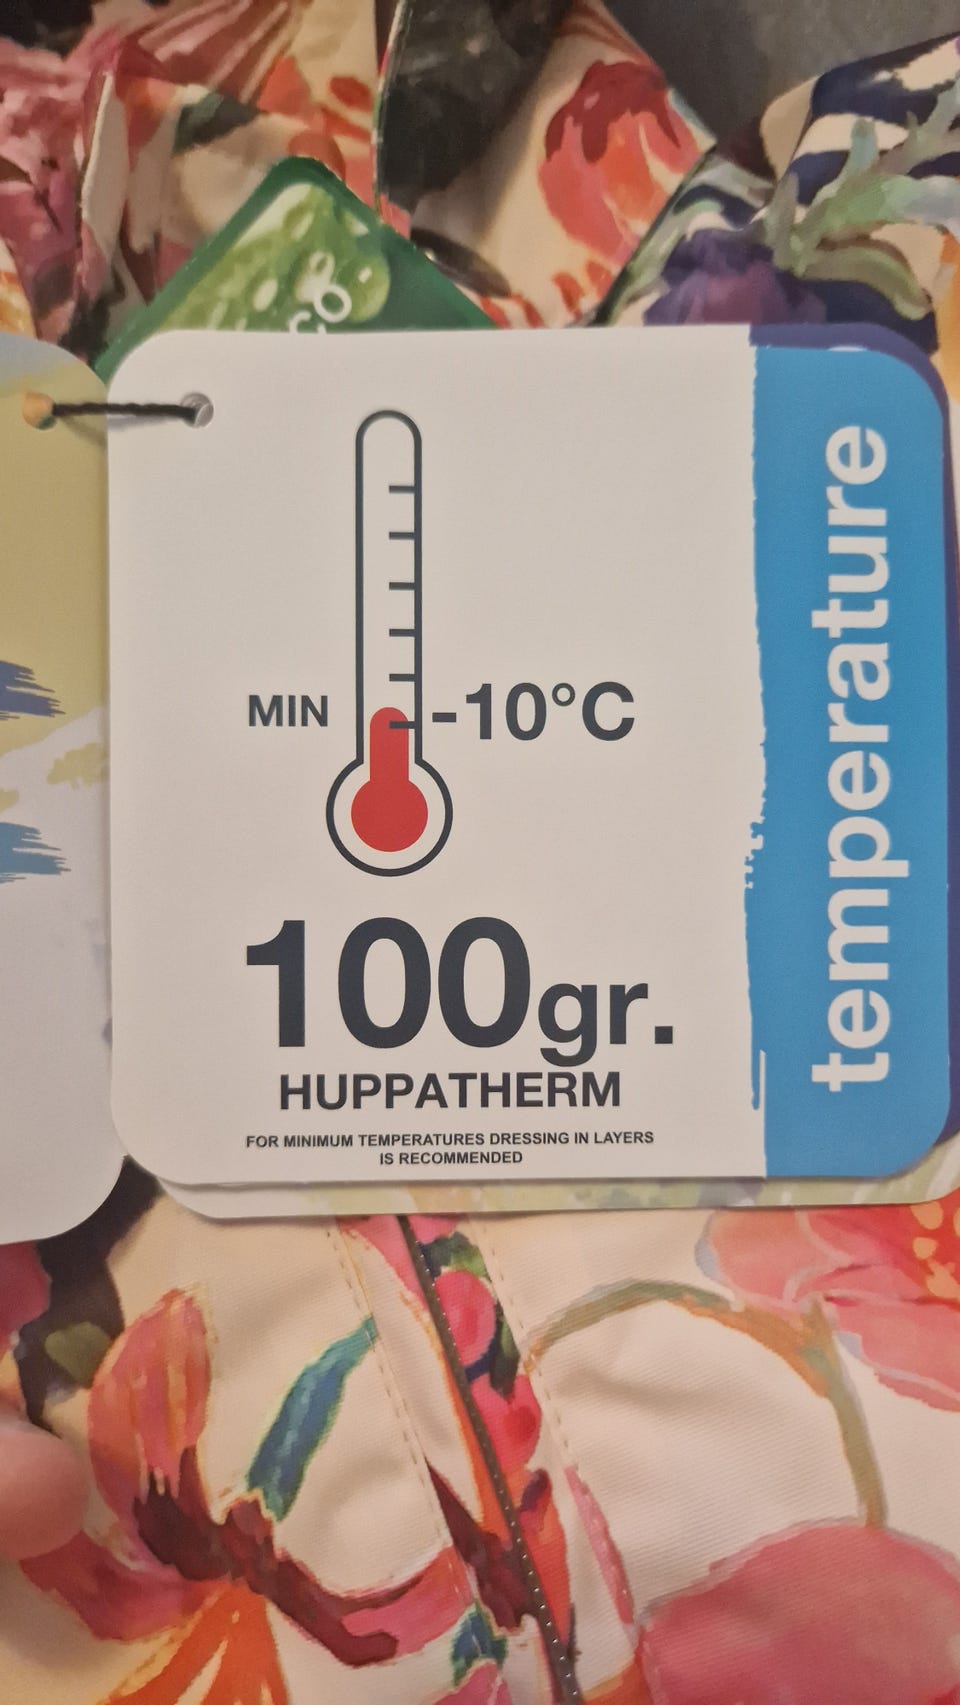 MIN -10°C
100gr.
HUPPATHERM
FOR MINIMUM TEMPERATURES DRESSING IN LAYERS
IS RECOMMENDED
temperature